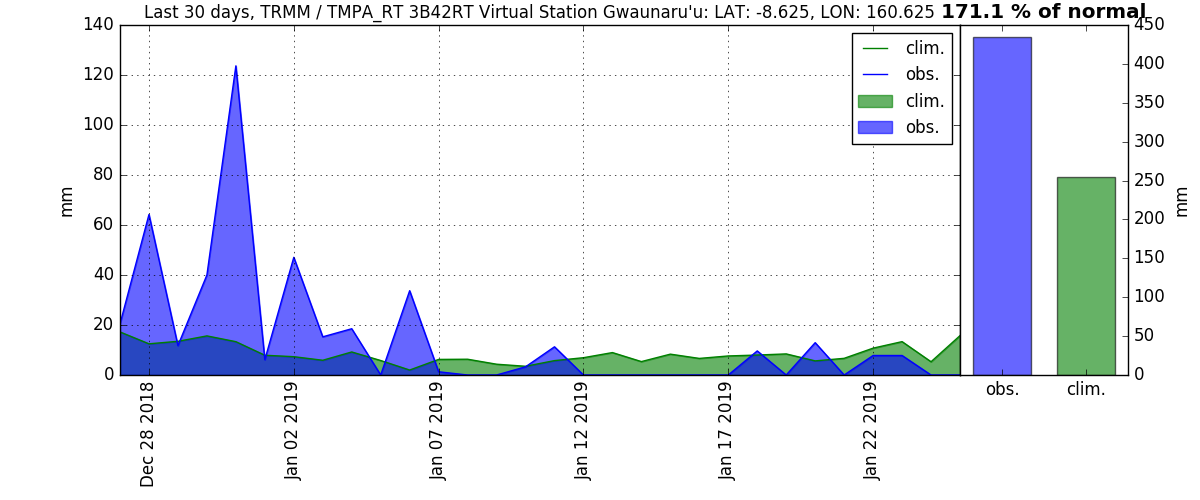 Last 30 days, TRMM / TMPA_RT 3B42RT Virtual Station Gwaunaru'u: LAT: -8.625, LON: 160.625 171.1 % of normal
140
120
100
80
60
40
20
0
mm
clim.
obs.
clim.
obs.
Dec 28 2018
Jan 02 2019
Jan 07 2019
Jan 12 2019
Jan 17 2019
Jan 22 2019
450
400
350
300
250
200
150
100
50
0
mm
obs.
clim.